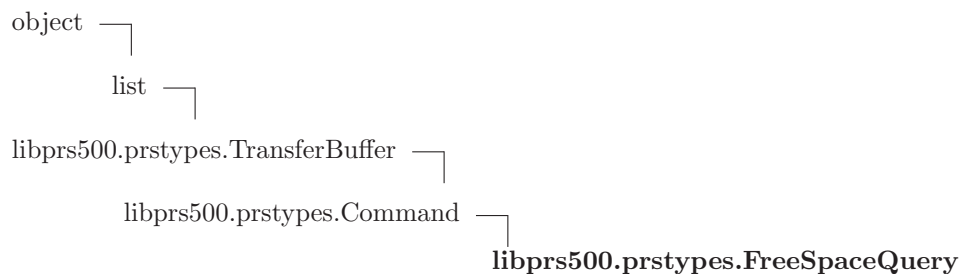 object
list
libprs500.prstypes.TransferBuffer
libprs500.prstypes.Command
libprs500.prstypes.FreeSpaceQuery